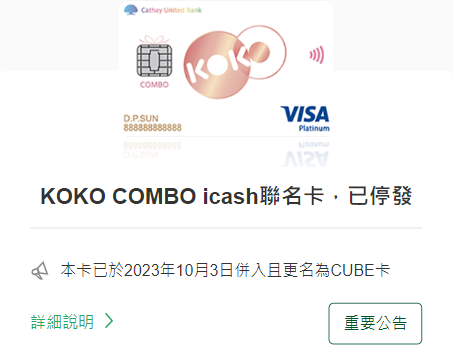 Cathay United Bank
COMBO
KOKO
D.P.SUN
888888888888
VISA
Platinum
KOKO COMBO icash聯名卡，已停發
本卡已於2023年10月3日併入且更名為CUBE卡
詳細說明
重要公告